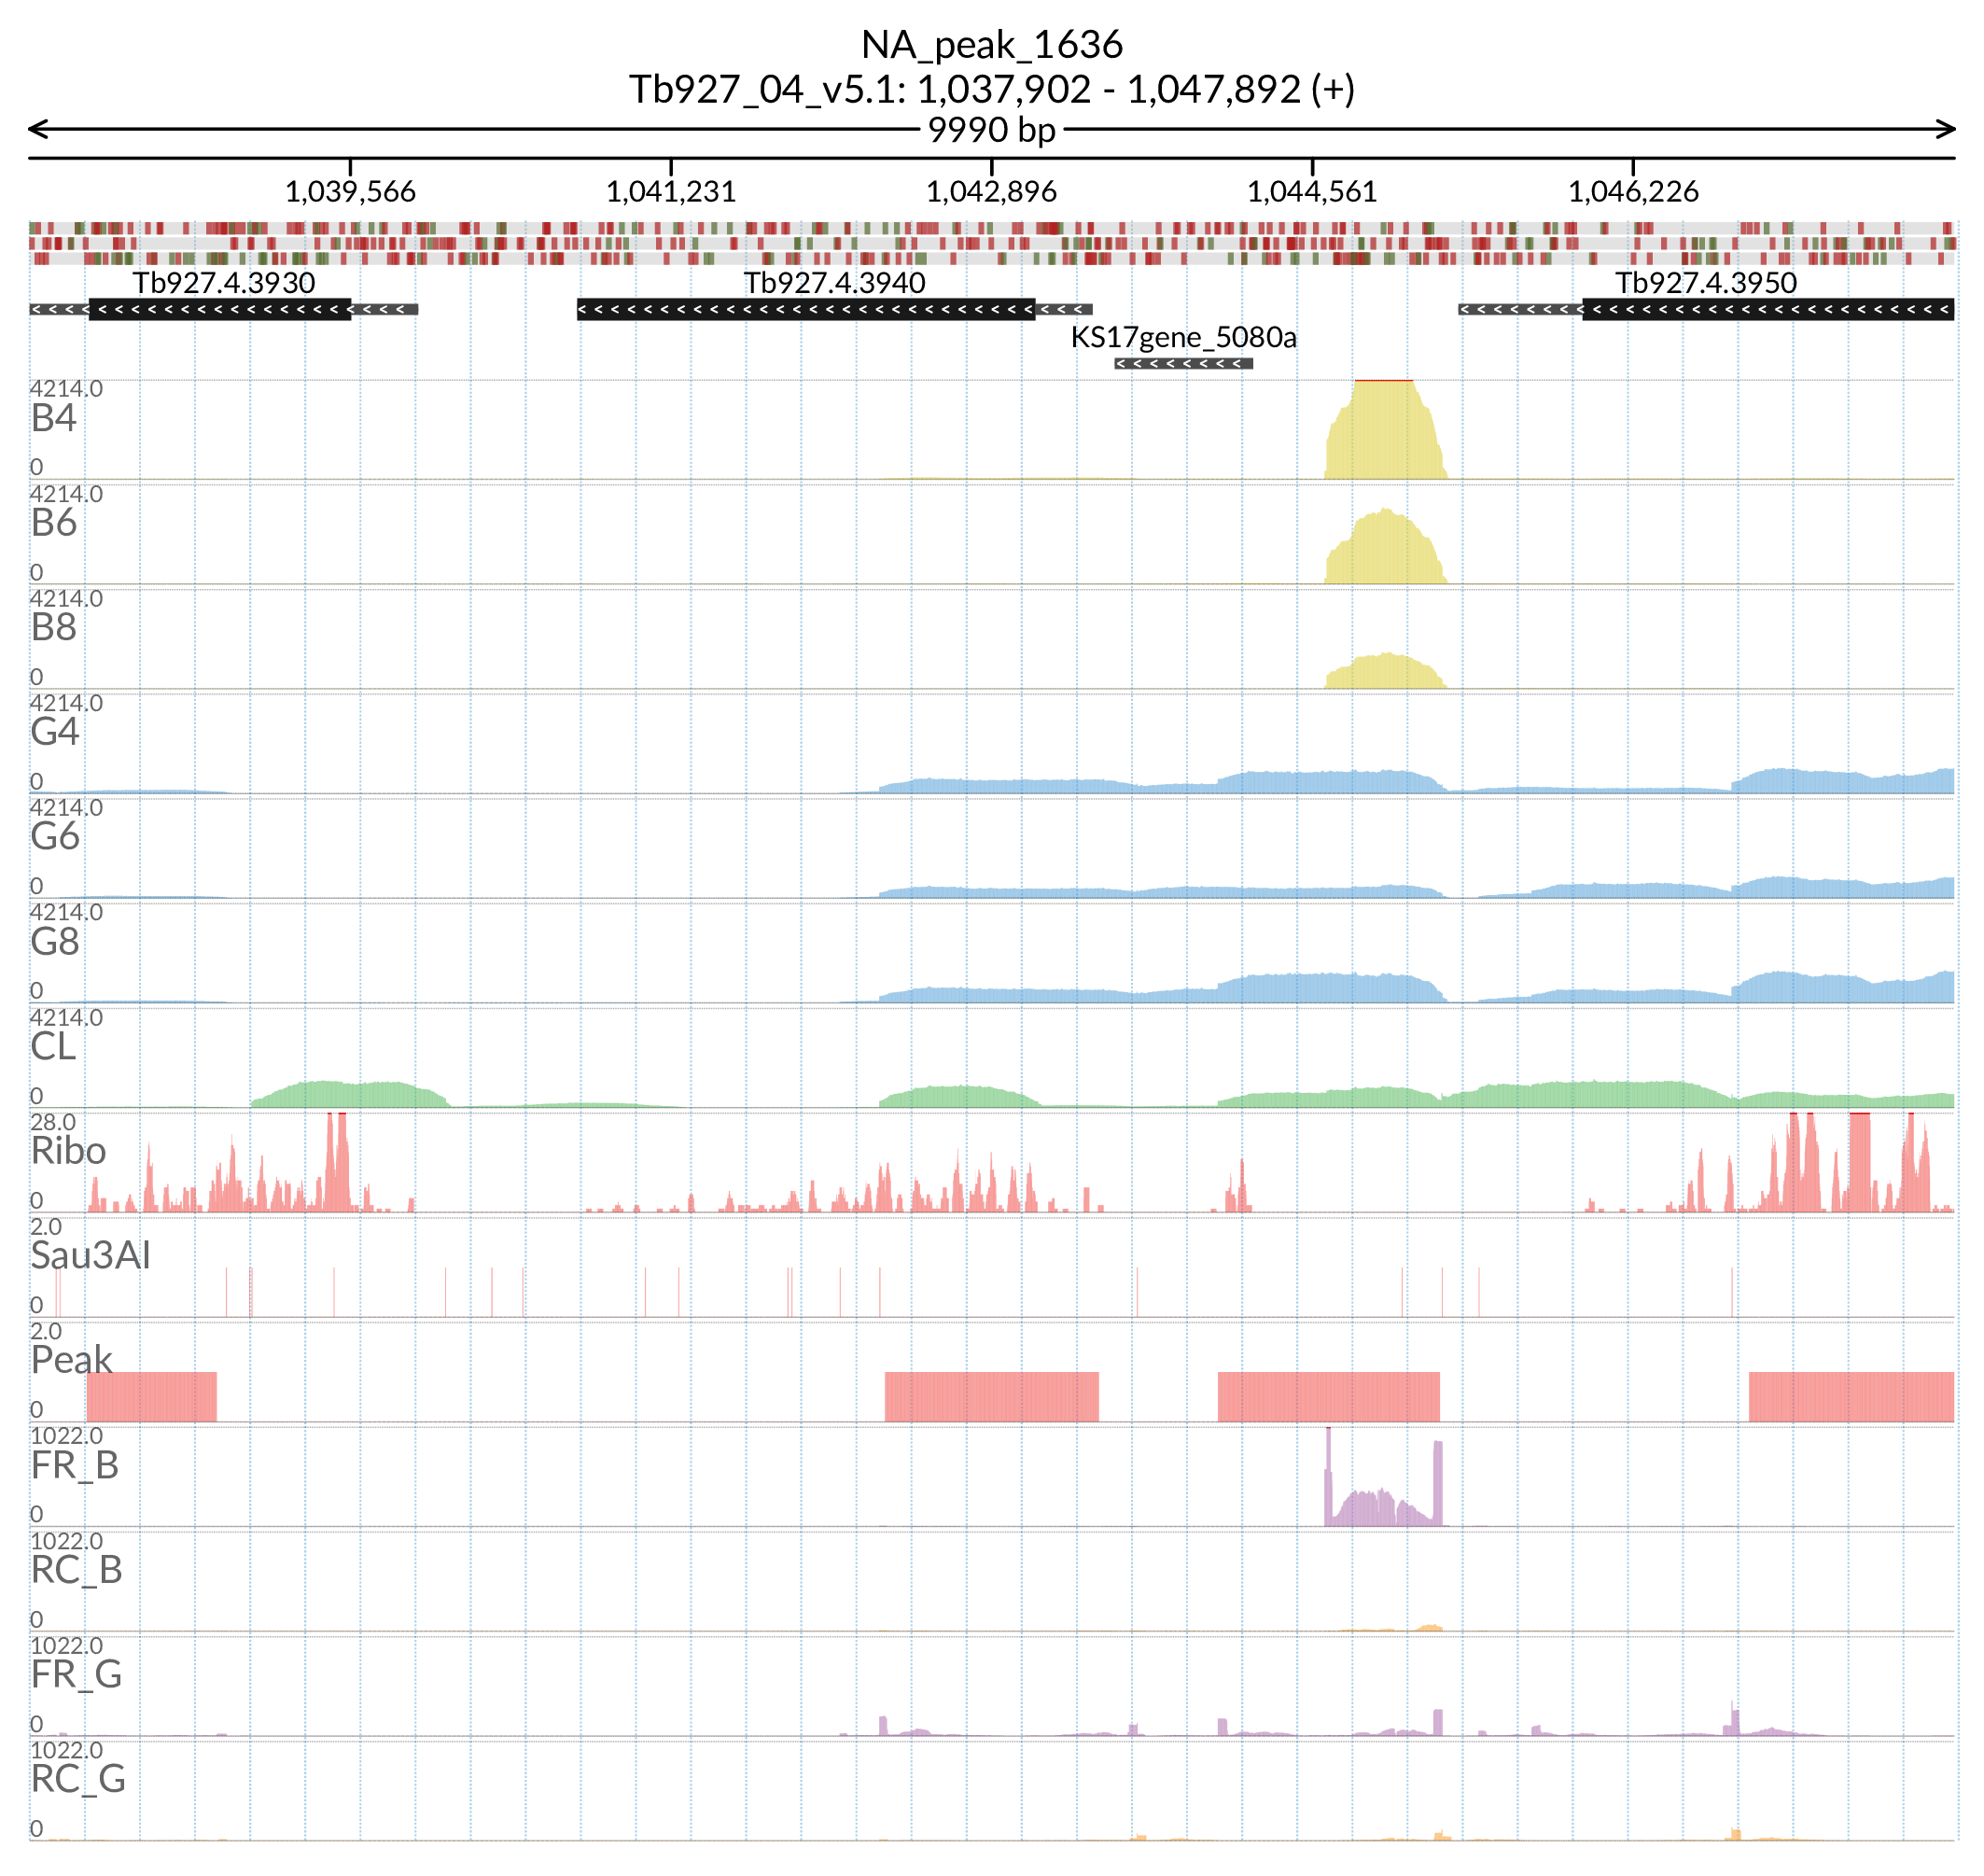 NA_peak_1636
Tb927_04_v5.1: 1,037,902 - 1,047,892 (+)
9990 bp
1,039,566 1,041,231 1,042,896 1,044,561 1,046,226
Tb927.4.3930 Tb927.4.3940 Tb927.4.3950
KS17gene_5080a
4214.0
B4
0
4214.0
B6
0
4214.0
B8
0
4214.0
G4
0
4214.0
G6
0
4214.0
G8
0
4214.0
CL
0
28.0
Ribo
0
2.0
Sau3AI
0
2.0
Peak
0
1022.0
FR_B
0
1022.0
RC_B
0
1022.0
FR_G
0
1022.0
RC_G
0